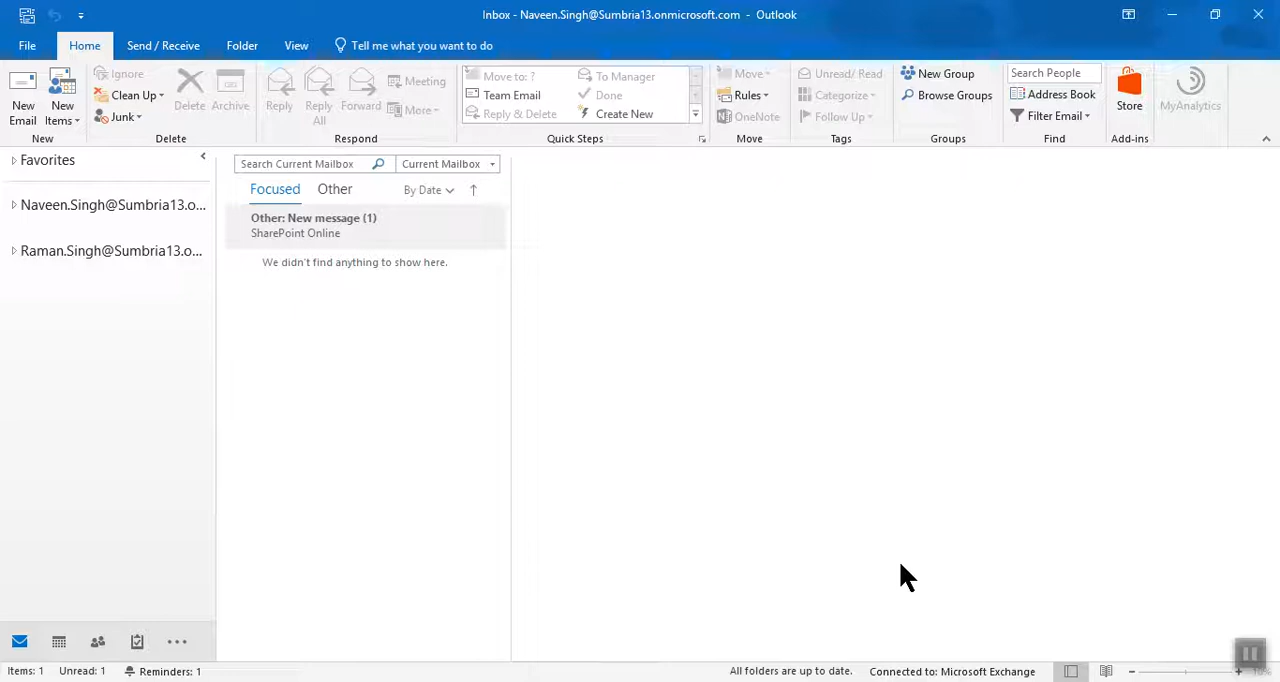 Inbox - Naveen.Singh@Sumbria13.onmicrosoft.com - Outlook
File Home Send / Receive Folder View Tell me what you want to do
New Email
New Items
New
Ignore
Clean Up
Junk
Delete
Archive
Delete
Reply
Reply All
Forward
Meeting
More
Respond
Move to: ?
Team Email
Reply & Delete
To Manager
Done
Create New
Quick Steps
Move
Rules
OneNote
Move
Unread/ Read
Categorize
Follow Up
Tags
New Group
Browse Groups
Groups
Search People
Address Book
Filter Email
Find
Store
Add-ins
MyAnalytics
Favorites
Naveen.Singh@Sumbria13.o...
Raman.Singh@Sumbria13.o...
Search Current Mailbox Current Mailbox
Focused Other By Date
Other: New message (1)
SharePoint Online
We didn't find anything to show here.
Items: 1 Unread: 1 Reminders: 1 All folders are up to date. Connected to: Microsoft Exchange